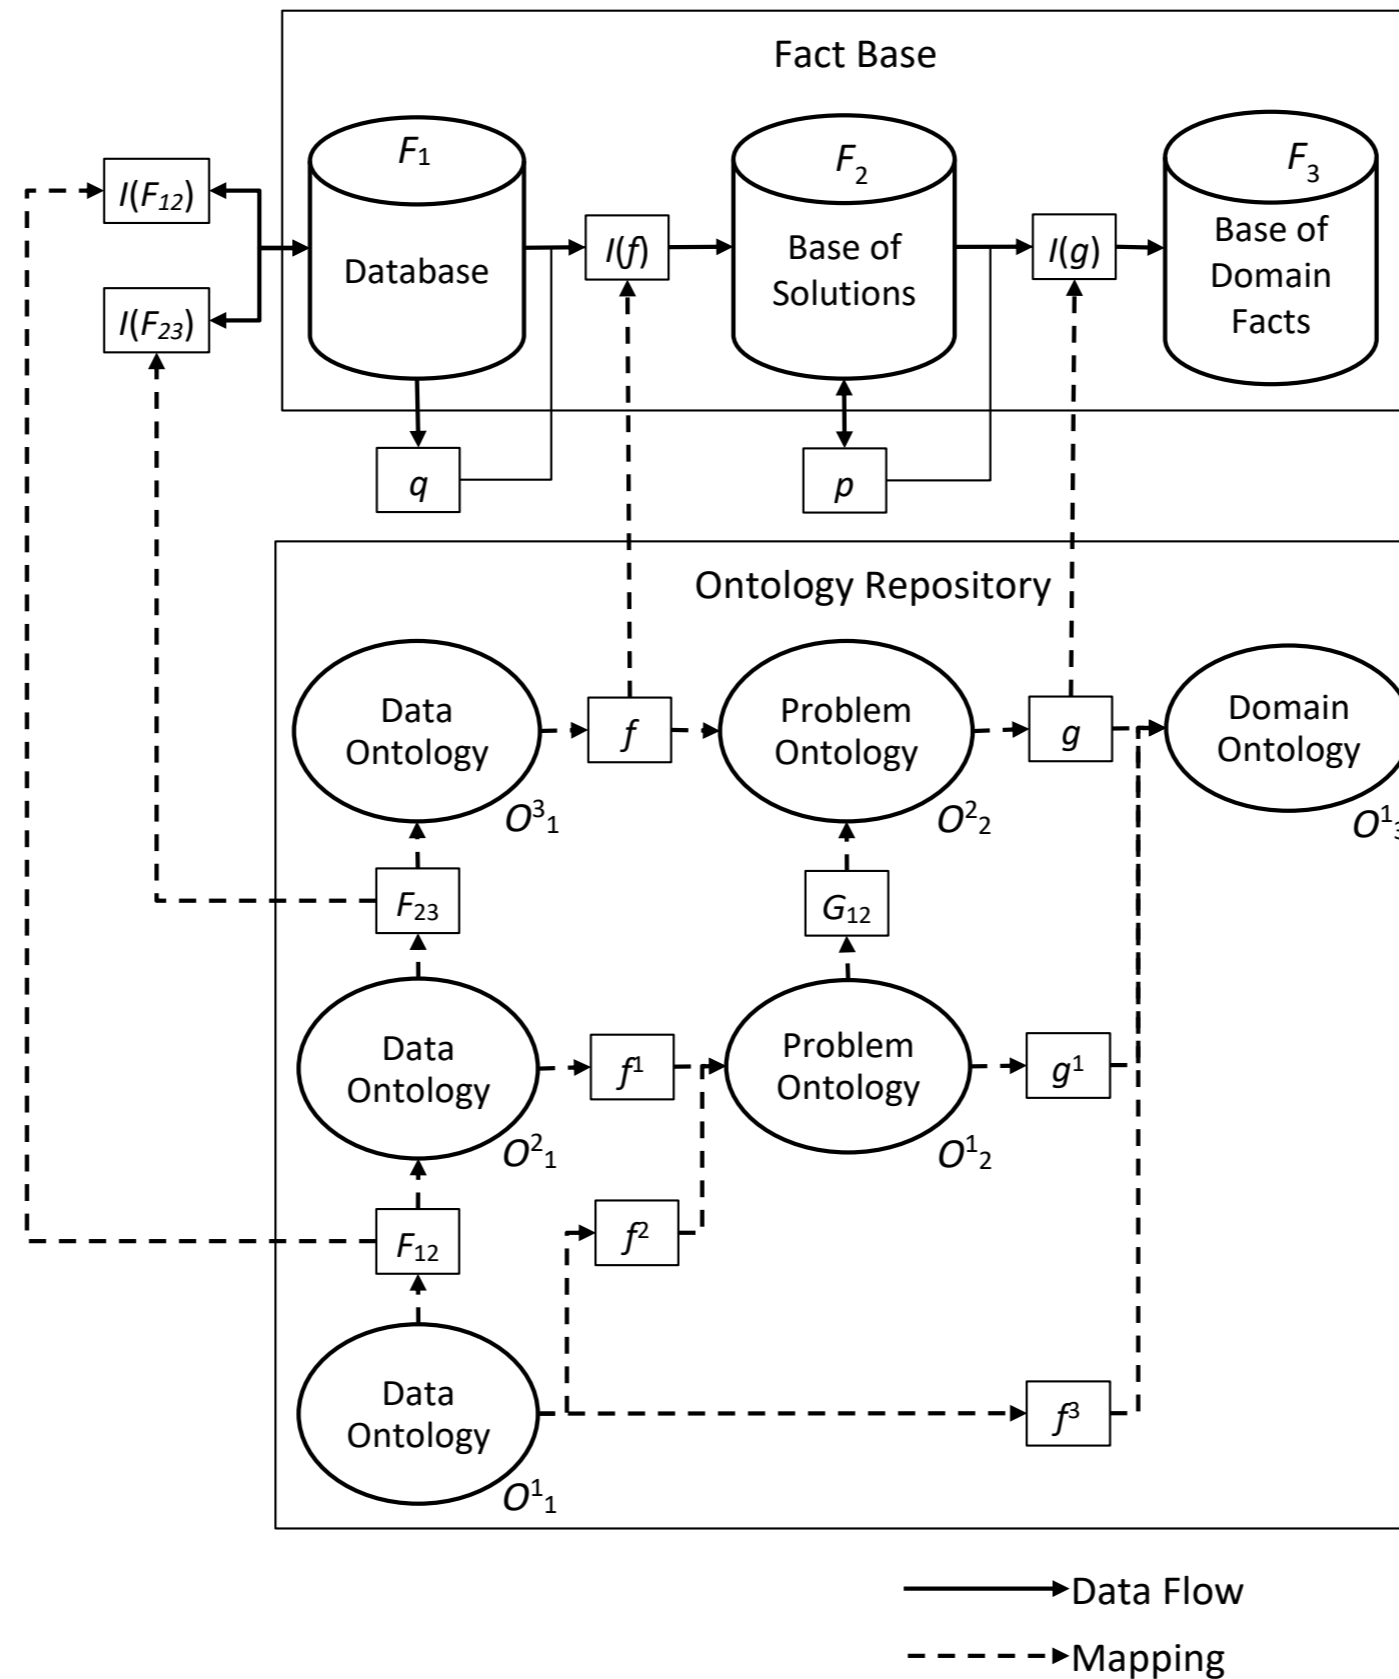 Fact Base
F₁
F₂
F₃
I(F₁₂)
I(f)
I(g)
Database
Base of
Solutions
Base of
Domain
Facts
I(F₂₃)
q
p
Ontology Repository
Data
Ontology
f
Problem
Ontology
g
Domain
Ontology
O³₁
O²₂
O¹₃
F₂₃
G₁₂
Data
Ontology
f¹
Problem
Ontology
g¹
O²₁
O¹₂
F₁₂
f²
Data
Ontology
f³
O¹₁
Data Flow
Mapping